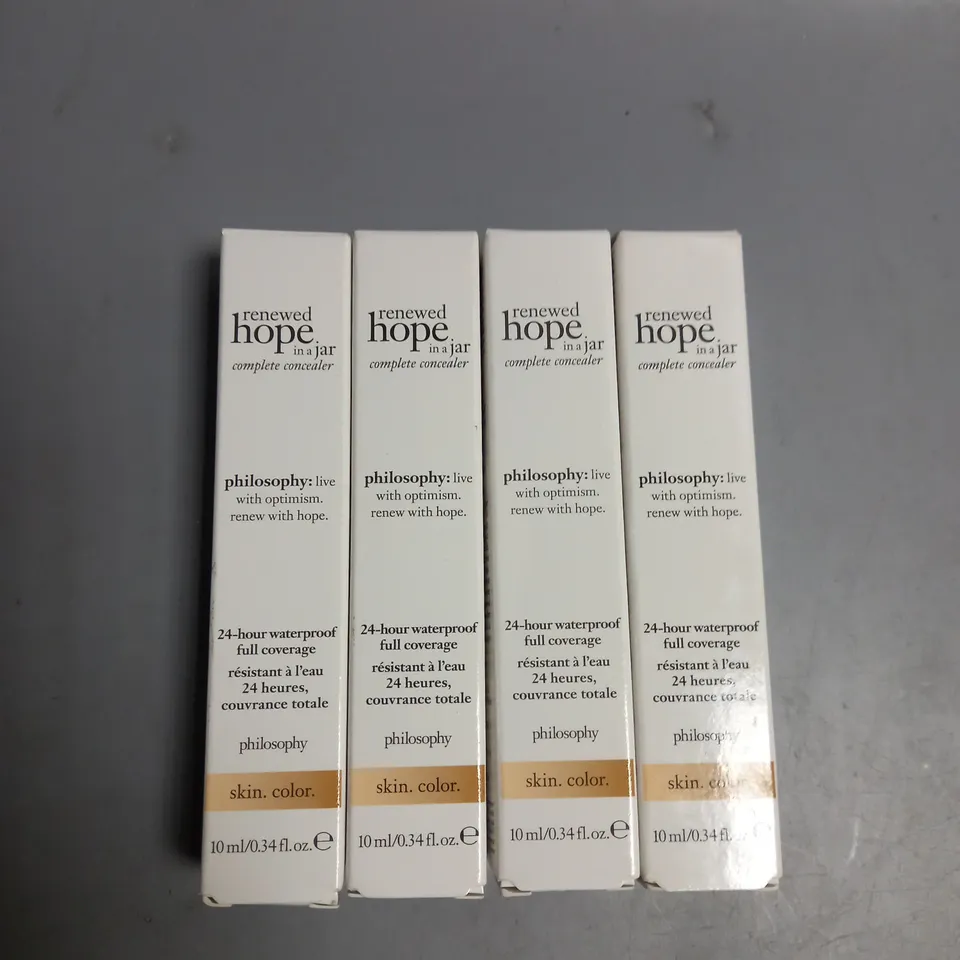 renewed
hope
in a jar
complete concealer
philosophy: live
with optimism.
renew with hope.
24-hour waterproof
full coverage
résistant à l'eau
24 heures,
couvrance totale
philosophy
skin. color.
10 ml/0.34 fl. oz. ℮
renewed
hope
in a jar
complete concealer
philosophy: live
with optimism.
renew with hope.
24-hour waterproof
full coverage
résistant à l'eau
24 heures,
couvrance totale
philosophy
skin. color.
10 ml/0.34 fl. oz. ℮
renewed
hope
in a jar
complete concealer
philosophy: live
with optimism.
renew with hope.
24-hour waterproof
full coverage
résistant à l'eau
24 heures,
couvrance totale
philosophy
skin. color.
10 ml/0.34 fl. oz. ℮
renewed
hope
in a jar
complete concealer
philosophy: live
with optimism.
renew with hope.
24-hour waterproof
full coverage
résistant à l'eau
24 heures,
couvrance totale
philosophy
skin. color.
10 ml/0.34 fl. oz. ℮